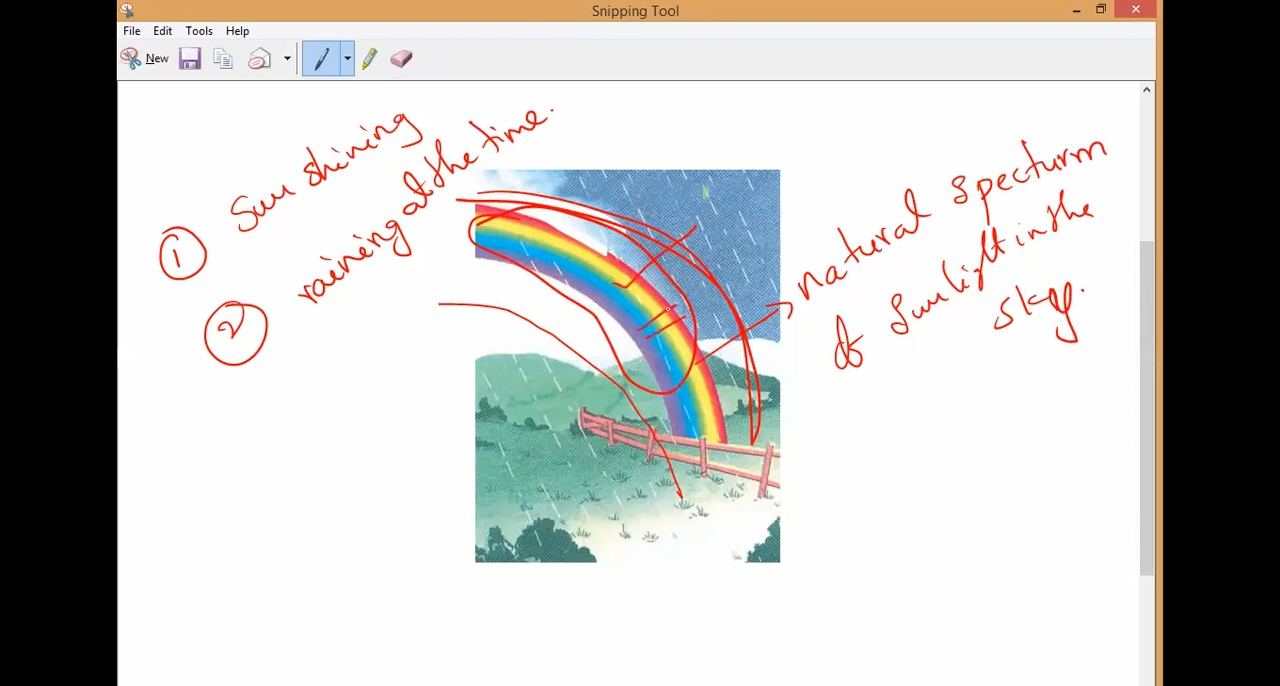 Snipping Tool
File Edit Tools Help
New
1 Sun shining
2 raining at the time.
natural specturm
of Sunlight in the
sky.